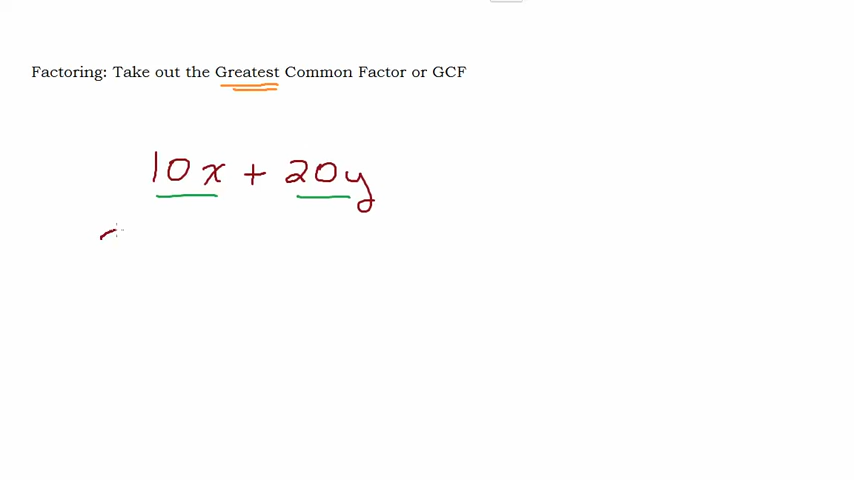 Factoring: Take out the Greatest Common Factor or GCF
10x + 20y